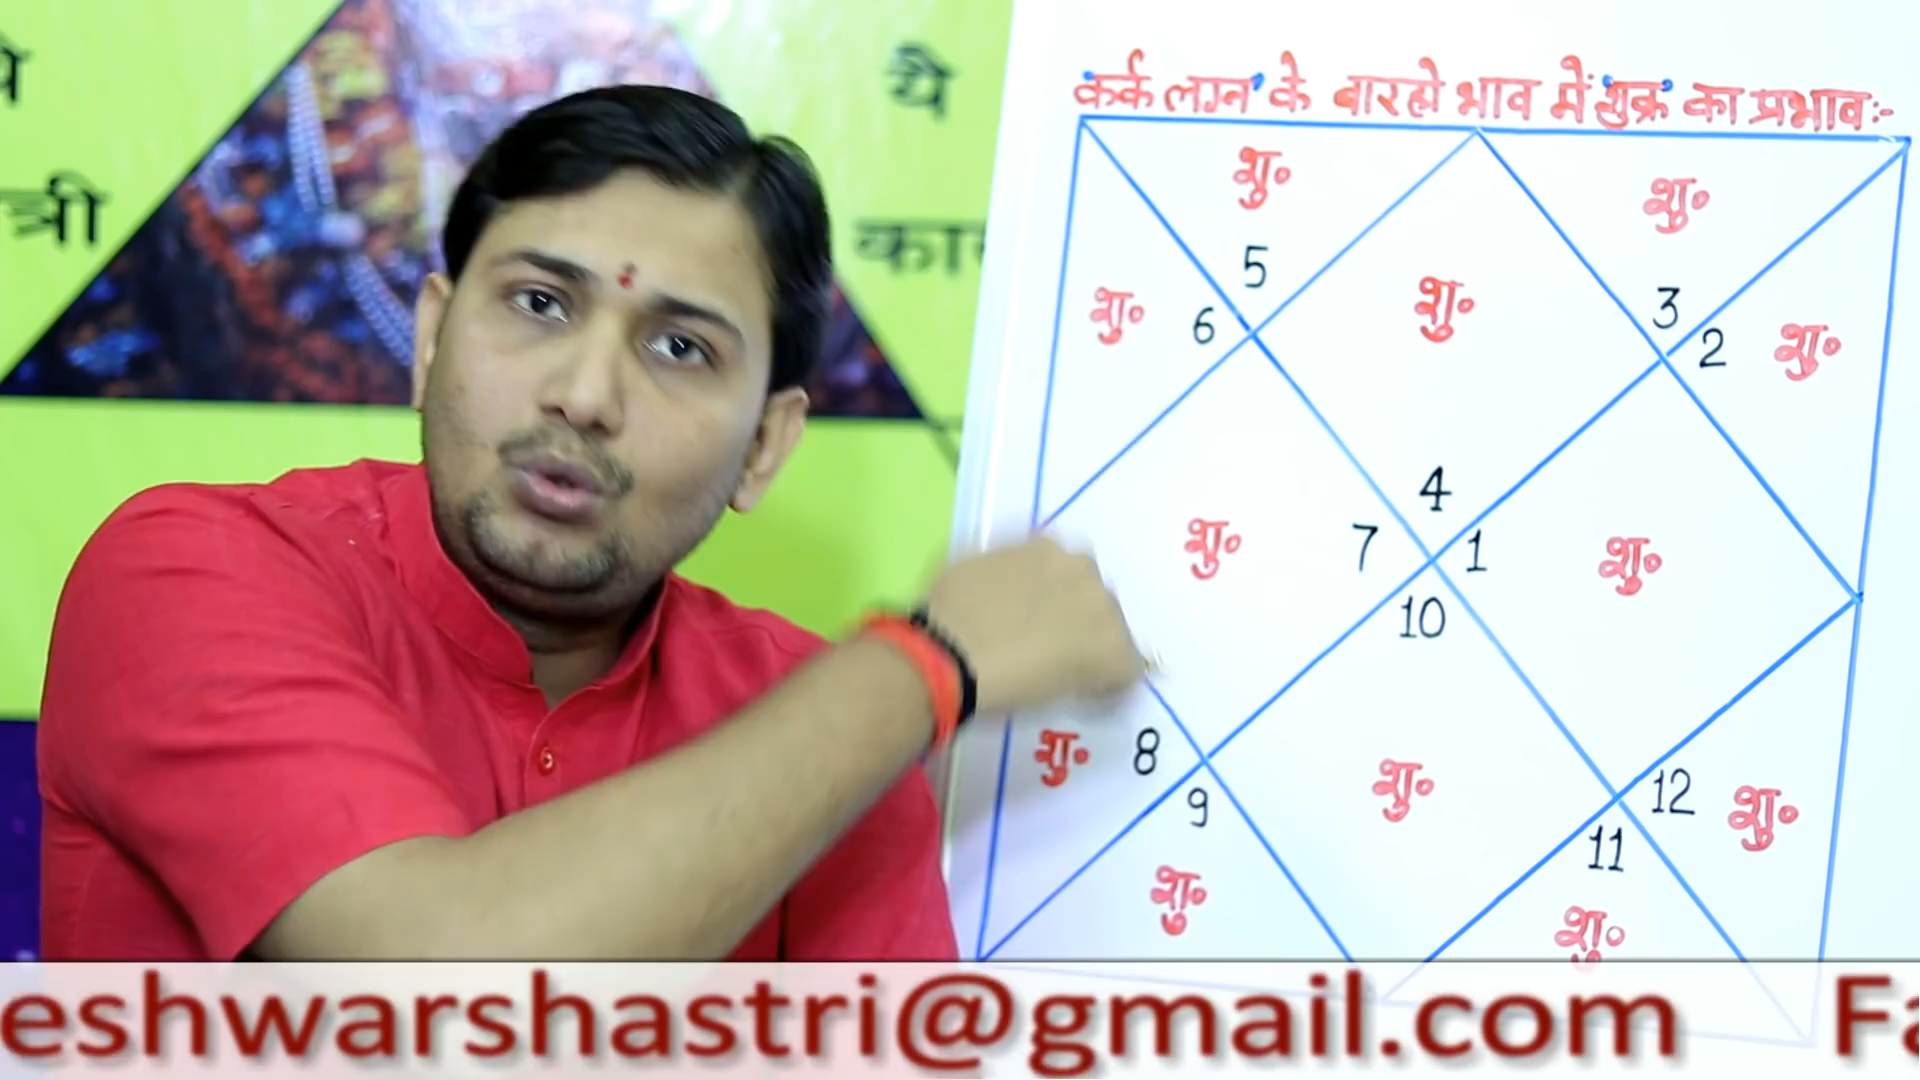 यै
कर्क लग्न के बारहो भाव में शुक्र का प्रभाव:-
शु॰
शु॰
5
शु॰
6
शु॰
3
2
शु॰
4
शु॰
7
1
शु॰
10
शु॰
8
9
शु॰
12
शु॰
11
शु॰
शु॰
eshwarshastri@gmail.com